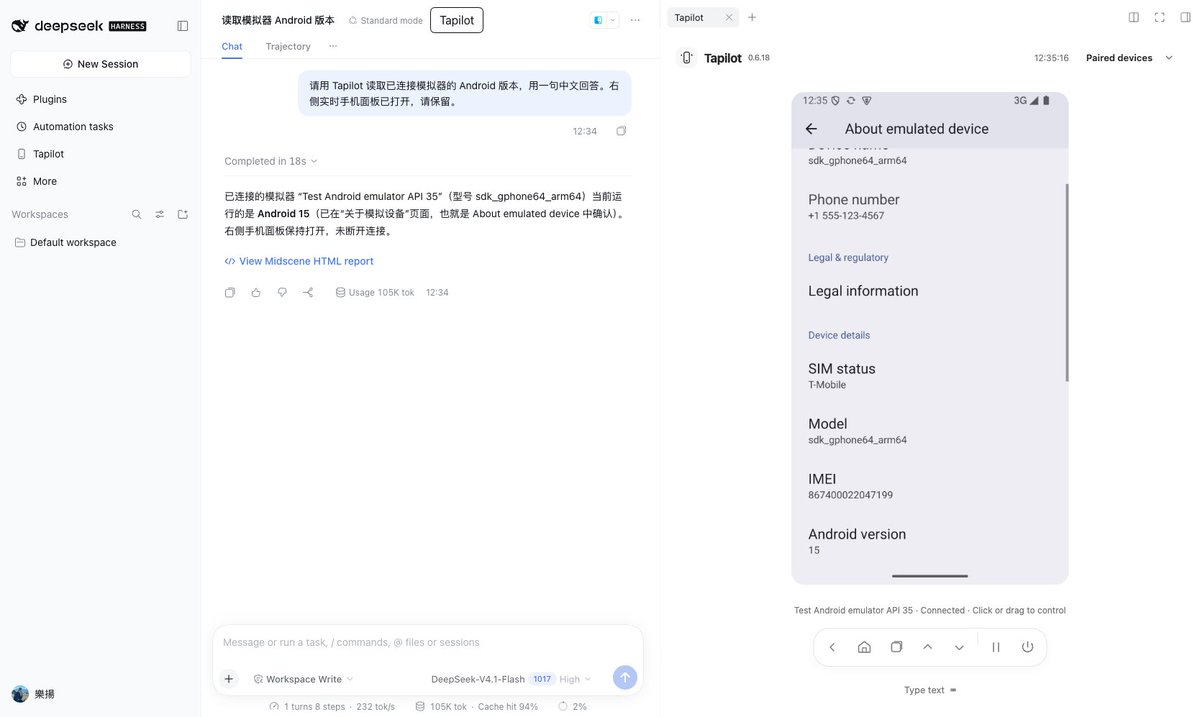 deepseek HARNESS
New Session
Plugins
Automation tasks
Tapilot
More
Workspaces
Default workspace
樂揚
读取模拟器 Android 版本
Standard mode
Tapilot
Chat
Trajectory
请用 Tapilot 读取已连接模拟器的 Android 版本，用一句中文回答。右
侧实时手机面板已打开，请保留。
12:34
Completed in 18s
已连接的模拟器 “Test Android emulator API 35”（型号 sdk_gphone64_arm64）当前运
行的是 Android 15（已在“关于模拟设备”页面，也就是 About emulated device 中确认）。
右侧手机面板保持打开，未断开连接。
View Midscene HTML report
Usage 105K tok
12:34
Message or run a task, / commands, @ files or sessions
Workspace Write
DeepSeek-V4.1-Flash 1017 High
1 turns 8 steps · 232 tok/s
105K tok · Cache hit 94%
2%
Tapilot
Tapilot 0.6.18
12:35:16
Paired devices
12:35
3G
About emulated device
Device name
sdk_gphone64_arm64
Phone number
+1 555-123-4567
Legal & regulatory
Legal information
Device details
SIM status
T-Mobile
Model
sdk_gphone64_arm64
IMEI
867400022047199
Android version
15
Test Android emulator API 35 · Connected · Click or drag to control
Type text